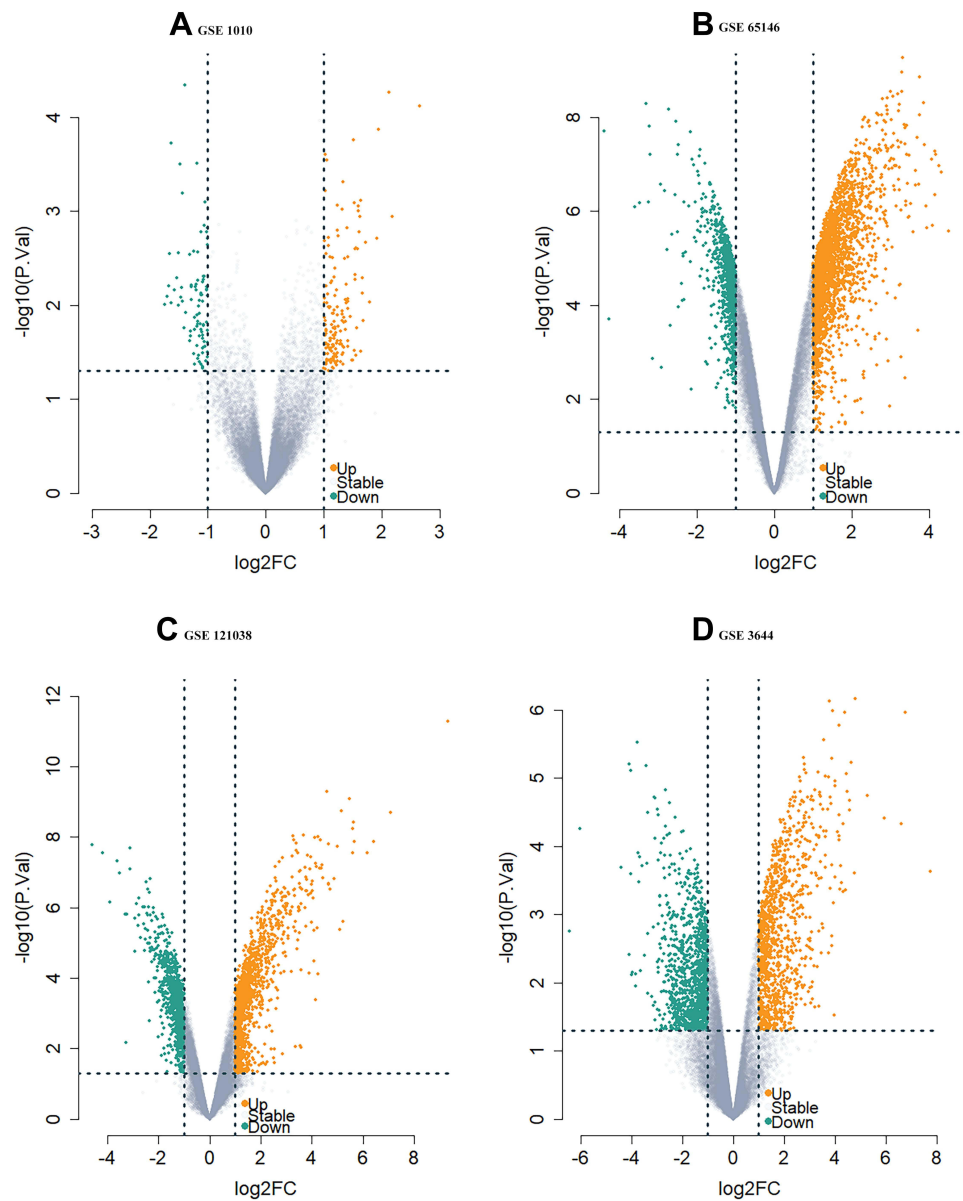 A GSE 1010
-log10(P.Val)
4
3
2
1
0
Up
Stable
Down
-3 -2 -1 0 1 2 3
log2FC
B GSE 65146
-log10(P.Val)
8
6
4
2
0
Up
Stable
Down
-4 -2 0 2 4
log2FC
C GSE 121038
-log10(P.Val)
12
10
8
6
4
2
0
Up
Stable
Down
-4 -2 0 2 4 6 8
log2FC
D GSE 3644
-log10(P.Val)
6
5
4
3
2
1
0
Up
Stable
Down
-6 -4 -2 0 2 4 6 8
log2FC